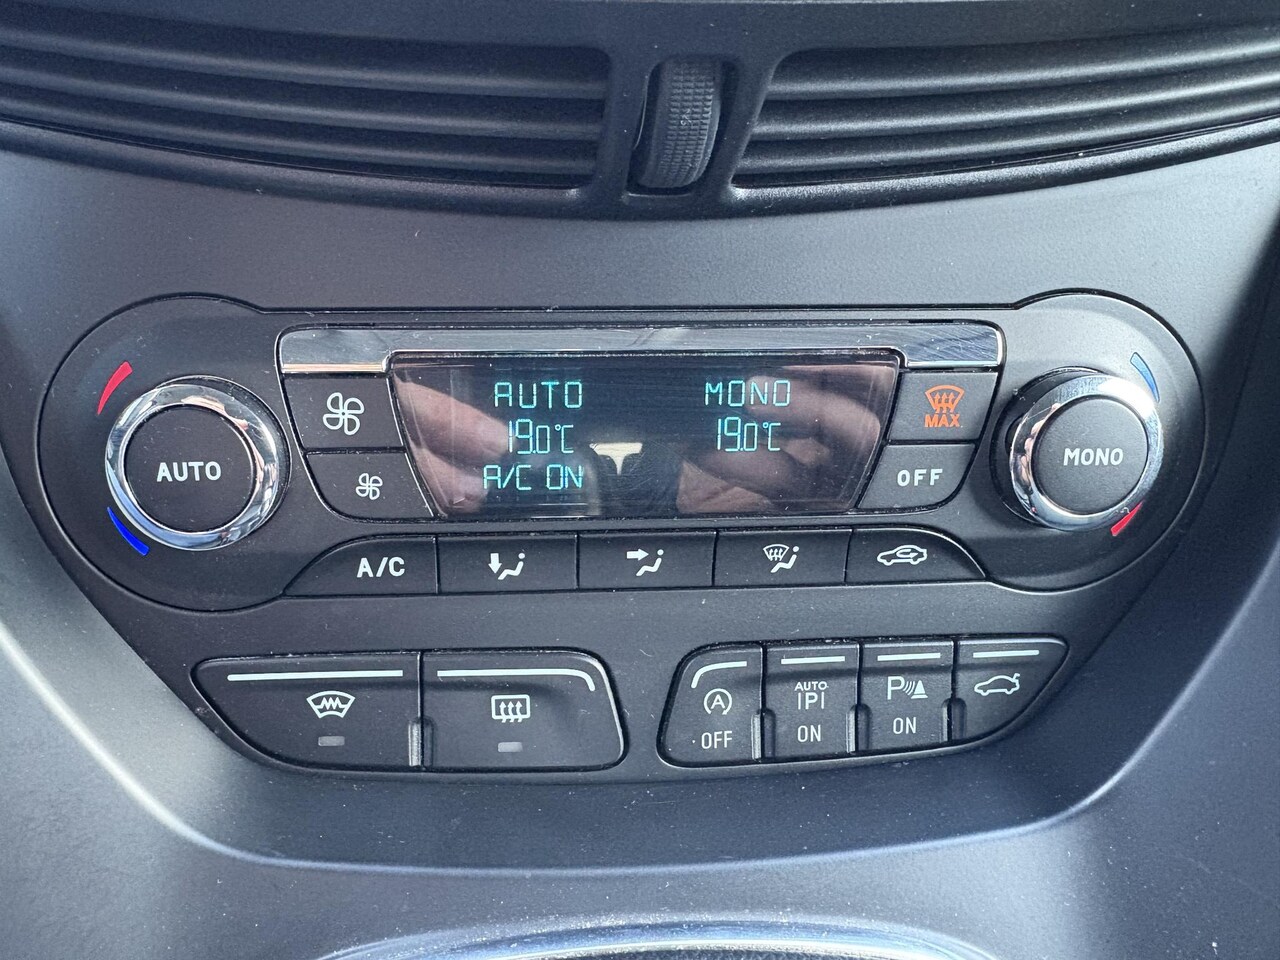 AUTO MONO
19.0°C 19.0°C
A/C ON
MAX
AUTO
OFF
MONO
A/C
A
OFF
AUTO
P
ON
P
ON